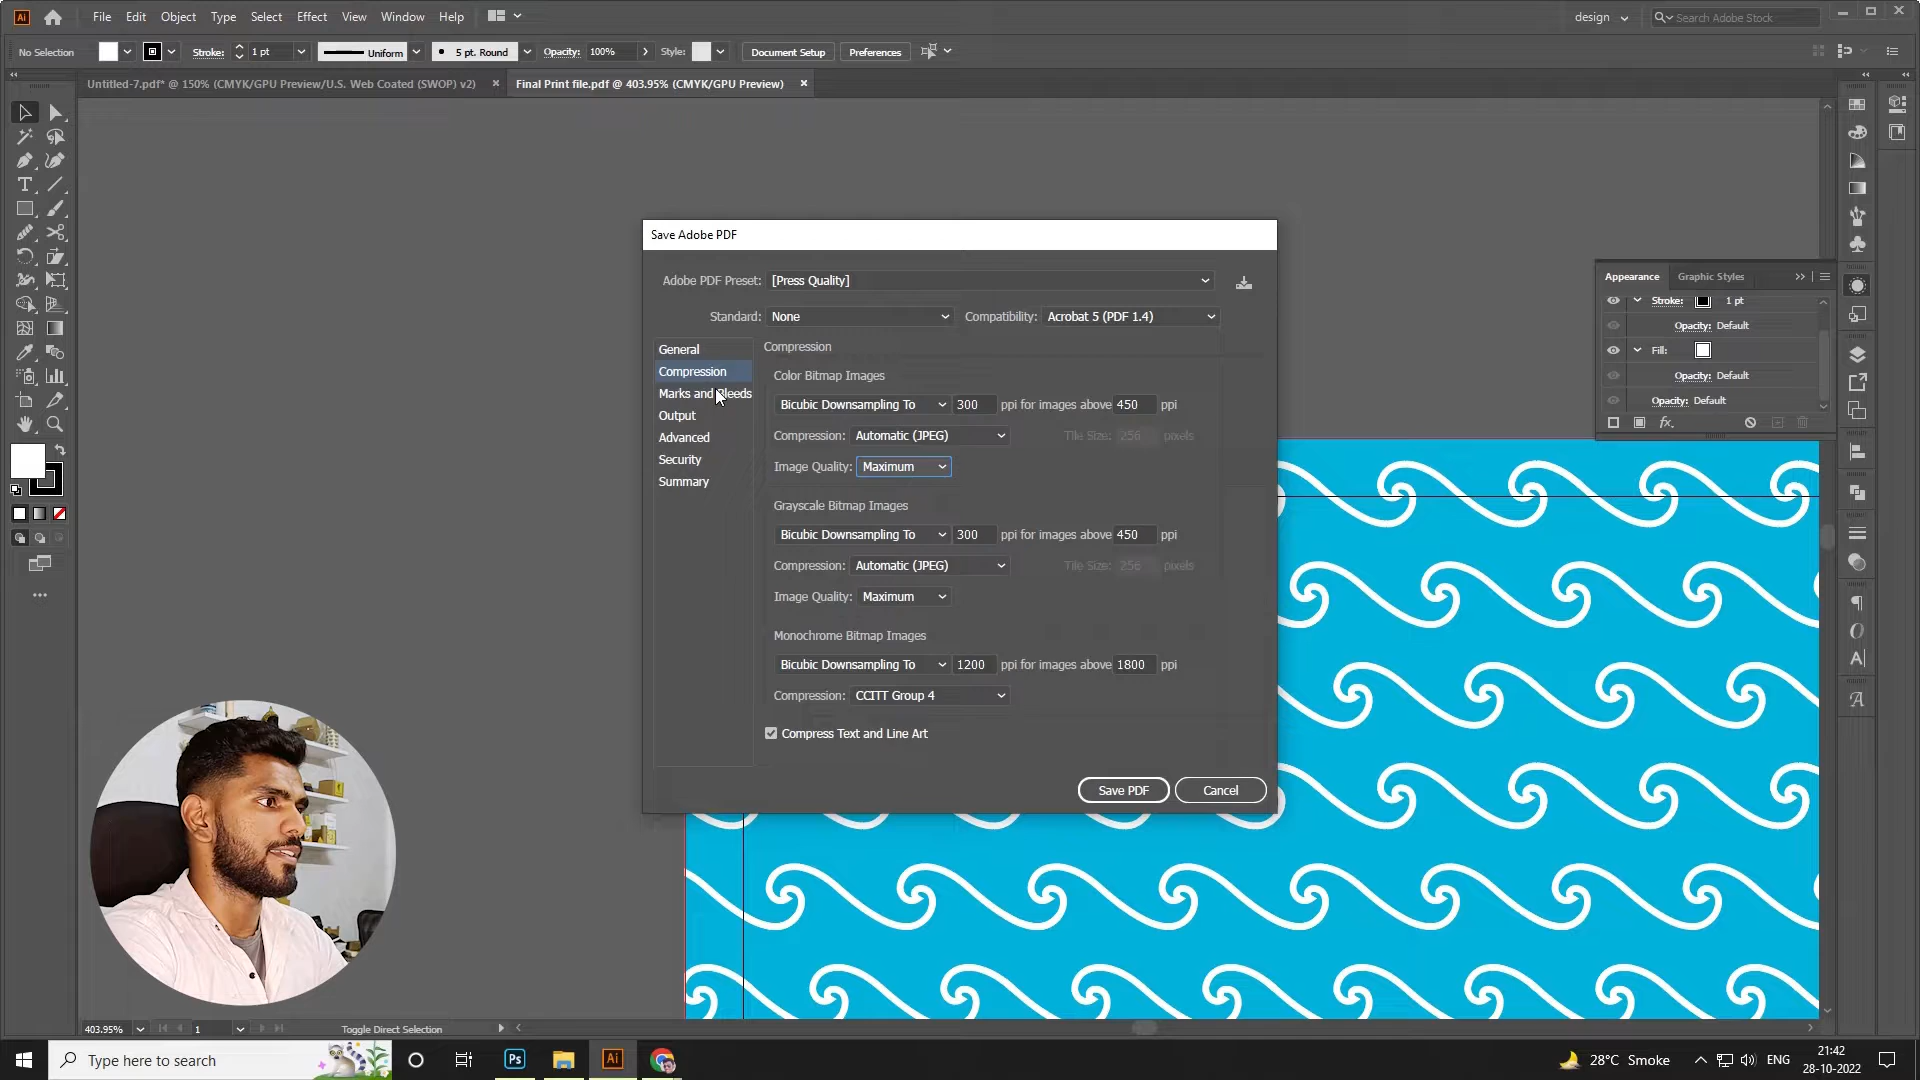 Ai File Edit Object Type Select Effect View Window Help design Search Adobe Stock
No Selection Stroke: 1 pt Uniform 5 pt. Round Opacity: 100% Style: Document Setup Preferences
Untitled-7.pdf* @ 150% (CMYK/GPU Preview/U.S. Web Coated (SWOP) v2) Final Print file.pdf @ 403.95% (CMYK/GPU Preview)
Save Adobe PDF
Adobe PDF Preset: [Press Quality]
Standard: None Compatibility: Acrobat 5 (PDF 1.4)
General
Compression
Marks and Bleeds
Output
Advanced
Security
Summary
Compression
Color Bitmap Images
Bicubic Downsampling To 300 ppi for images above 450 ppi
Compression: Automatic (JPEG) Tile Size: 256 pixels
Image Quality: Maximum
Grayscale Bitmap Images
Bicubic Downsampling To 300 ppi for images above 450 ppi
Compression: Automatic (JPEG) Tile Size: 256 pixels
Image Quality: Maximum
Monochrome Bitmap Images
Bicubic Downsampling To 1200 ppi for images above 1800 ppi
Compression: CCITT Group 4
Compress Text and Line Art
Save PDF Cancel
Appearance Graphic Styles
Stroke: 1 pt
Opacity: Default
Fill:
Opacity: Default
Opacity: Default
fx
403.95% 1 Toggle Direct Selection
Type here to search Ps Ai 28°C Smoke ENG 21:42
28-10-2022